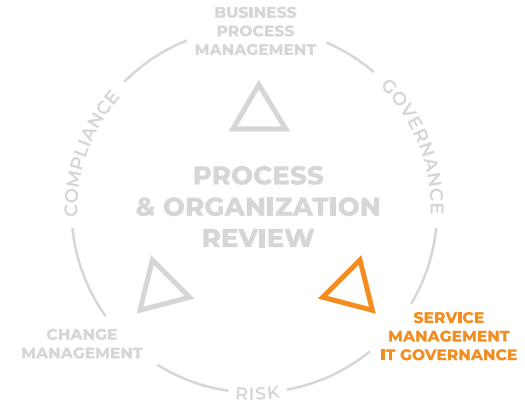 BUSINESS
PROCESS
MANAGEMENT
COMPLIANCE
GOVERNANCE
PROCESS
& ORGANIZATION
REVIEW
SERVICE
MANAGEMENT
IT GOVERNANCE
CHANGE
MANAGEMENT
RISK